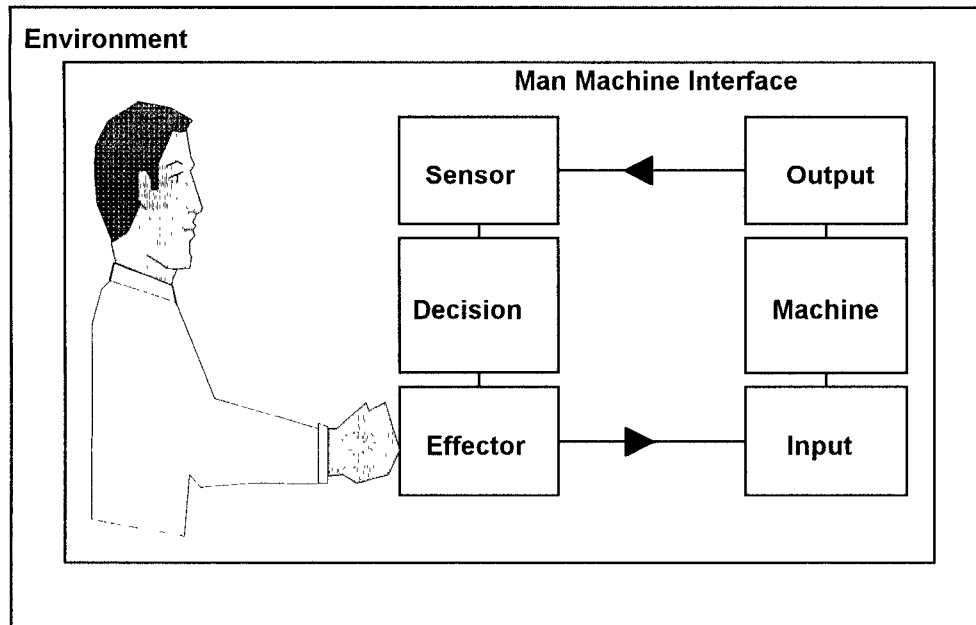 Environment
Man Machine Interface
Sensor
Output
Decision
Machine
Effector
Input